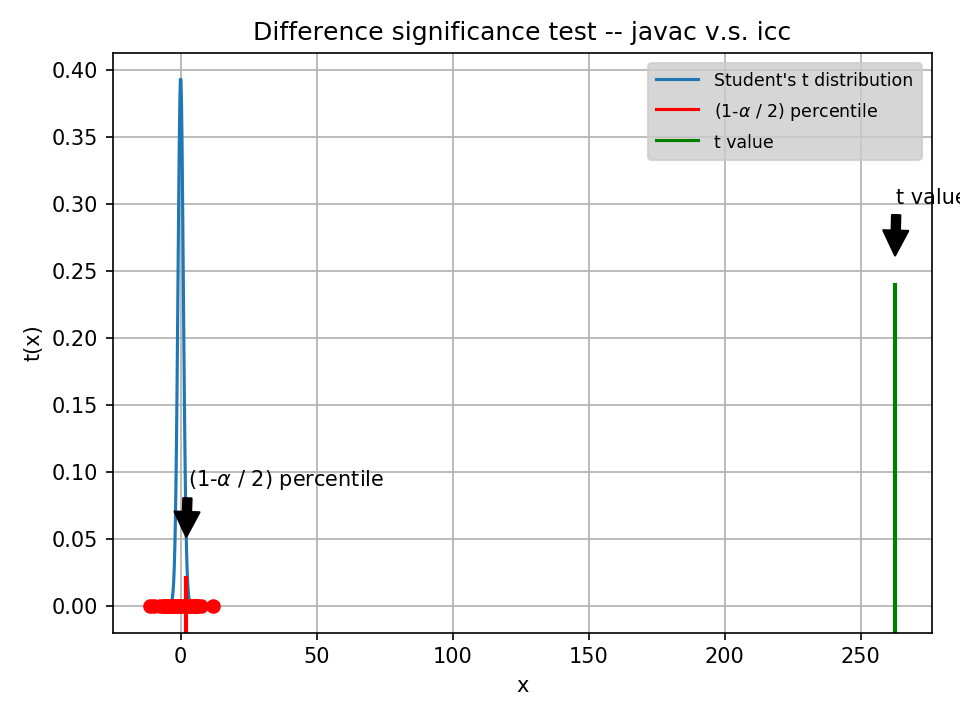 Difference significance test -- javac v.s. icc
Student's t distribution
(1-α / 2) percentile
t value
t value
(1-α / 2) percentile
t(x)
0.40
0.35
0.30
0.25
0.20
0.15
0.10
0.05
0.00
0
50
100
150
200
250
x